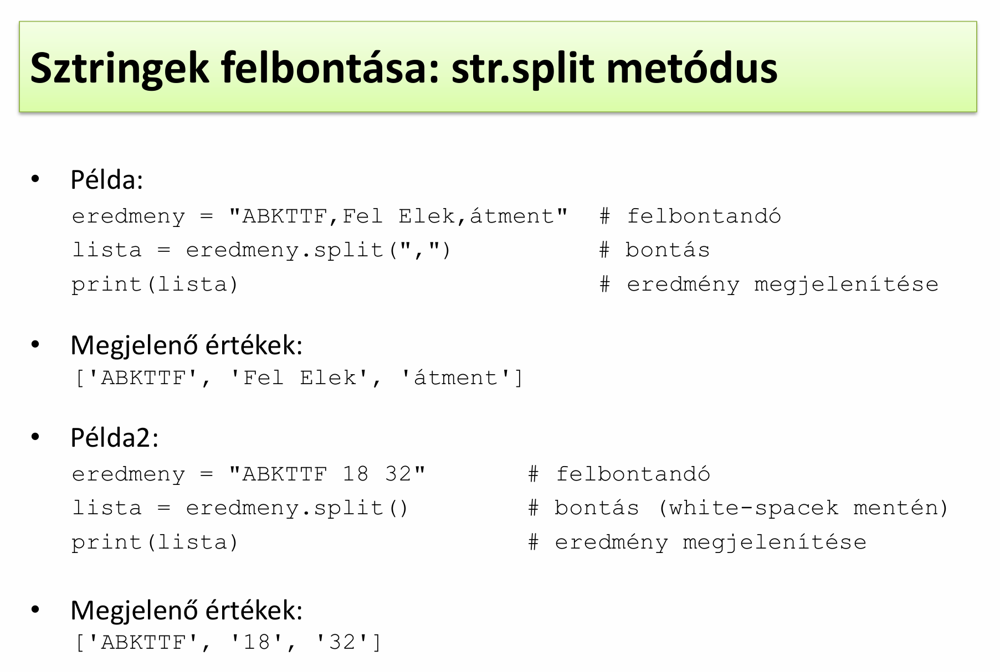 Sztringek felbontása: str.split metódus
• Példa:
eredmeny = "ABKTTF,Fel Elek,átment" # felbontandó
lista = eredmeny.split(",") # bontás
print(lista) # eredmény megjelenítése
• Megjelenő értékek:
['ABKTTF', 'Fel Elek', 'átment']
• Példa2:
eredmeny = "ABKTTF 18 32" # felbontandó
lista = eredmeny.split() # bontás (white-spacek mentén)
print(lista) # eredmény megjelenítése
• Megjelenő értékek:
['ABKTTF', '18', '32']